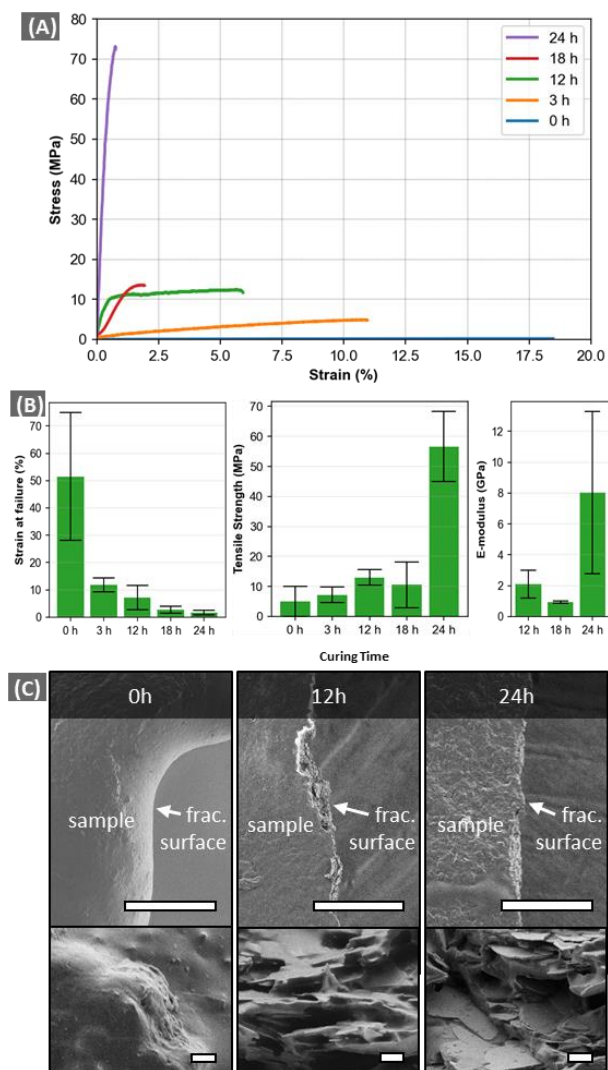 (A)
80
70
60
50
40
30
20
10
0
Stress (MPa)
24 h
18 h
12 h
3 h
0 h
0.0 2.5 5.0 7.5 10.0 12.5 15.0 17.5 20.0
Strain (%)
(B)
70
60
50
40
30
20
10
0
Strain at failure (%)
0 h 3 h 12 h 18 h 24 h
70
60
50
40
30
20
10
0
Tensile Strength (MPa)
0 h 3 h 12 h 18 h 24 h
12
10
8
6
4
2
0
E-modulus (GPa)
12 h 18 h 24 h
Curing Time
(C)
0h
12h
24h
sample
frac.
surface
sample
frac.
surface
sample
frac.
surface